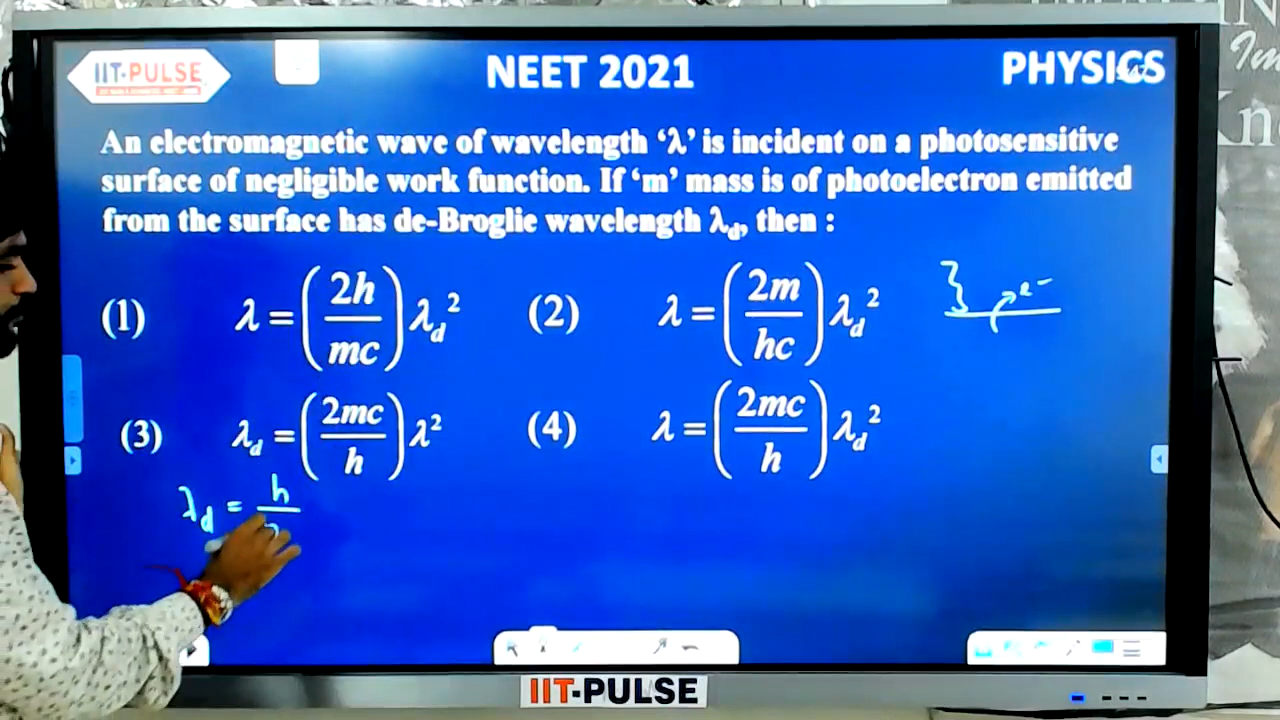 IIT-PULSE
NEET 2021
PHYSICS
An electromagnetic wave of wavelength ‘λ’ is incident on a photosensitive
surface of negligible work function. If ‘m’ mass is of photoelectron emitted
from the surface has de-Broglie wavelength λd, then :
(1) λ = (2h/mc) λd²
(2) λ = (2m/hc) λd²
(3) λd = (2mc/h) λ²
(4) λ = (2mc/h) λd²
e⁻
λd = h
IIT-PULSE
Kn